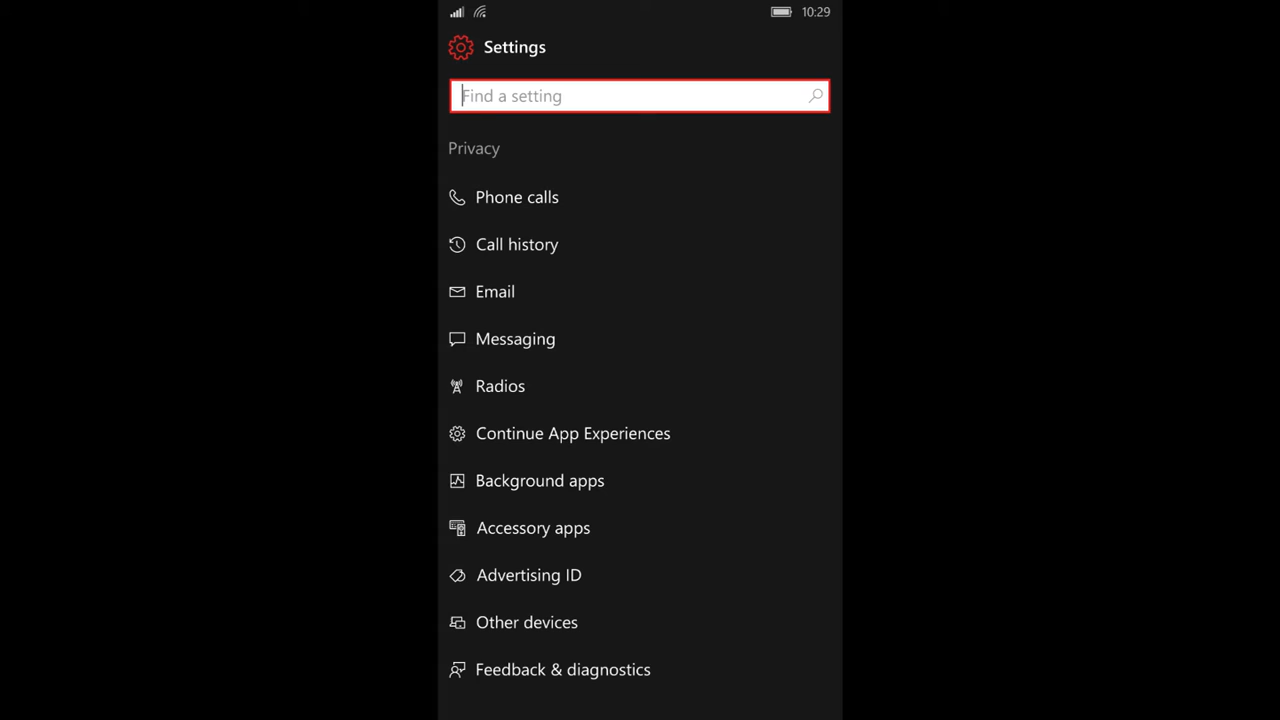 10:29
Settings
Find a setting
Privacy
Phone calls
Call history
Email
Messaging
Radios
Continue App Experiences
Background apps
Accessory apps
Advertising ID
Other devices
Feedback & diagnostics